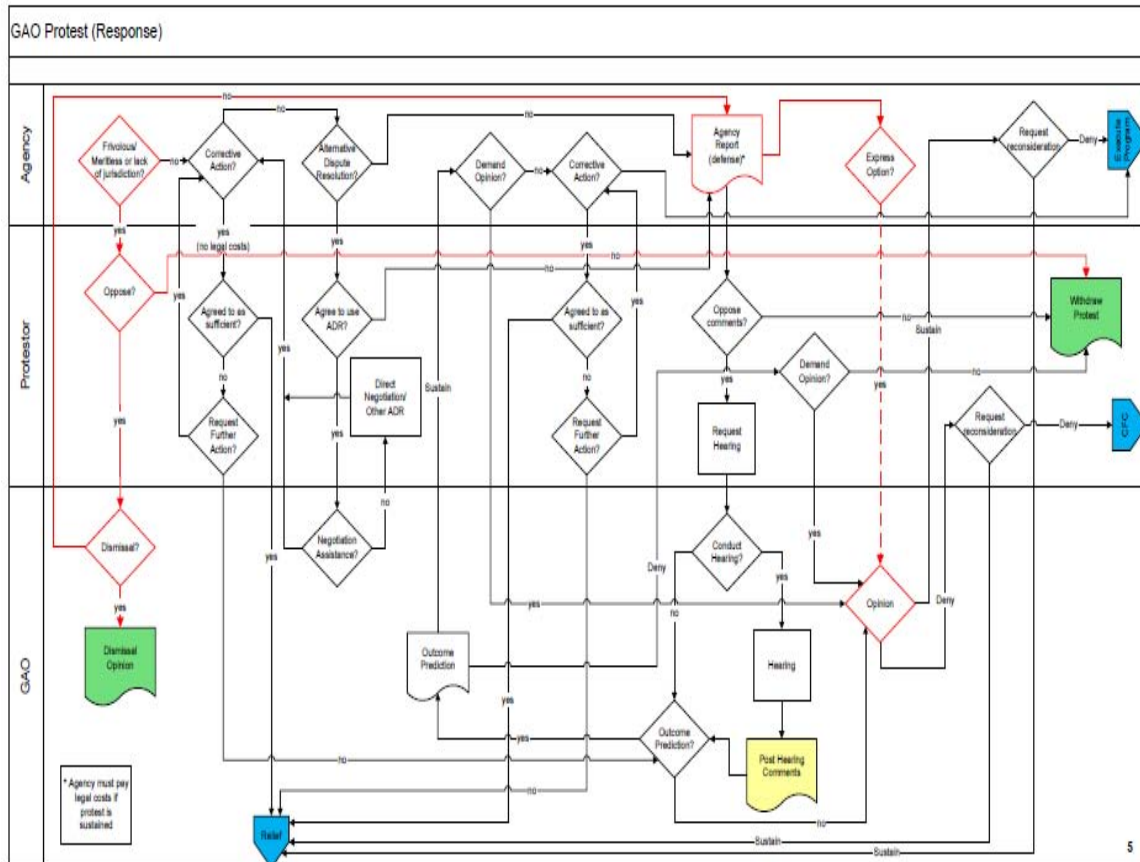 GAO Protest (Response)
Agency
Frivolous/
Meritless or lack
of jurisdiction?
no
Corrective
Action?
no
Alternative
Dispute
Resolution?
no
no
Demand
Opinion?
no
Corrective
Action?
Agency
Report
(defense)*
Express
Option?
Request
reconsideration
Deny
Execute
Program
yes
yes
(no legal costs)
yes
yes
Protestor
Oppose?
no
yes
Agreed to as
sufficient?
Agree to use
ADR?
no
yes
Agreed to as
sufficient?
yes
Oppose
comments?
no
Sustain
Withdraw
Protest
yes
no
Request
Further
Action?
yes
Direct
Negotiation/
Other ADR
Sustain
no
Request
Further
Action?
yes
Request
Hearing
Demand
Opinion?
no
yes
Request
reconsideration
Deny
CFC
GAO
Dismissal?
yes
Dismissal
Opinion
yes
Negotiation
Assistance?
no
Outcome
Prediction
yes
Deny
Conduct
Hearing?
no
yes
yes
Opinion
Deny
Hearing
yes
Outcome
Prediction?
Post Hearing
Comments
yes
no
no
no
* Agency must pay
legal costs if
protest is
sustained
Relief
Sustain
Sustain
5